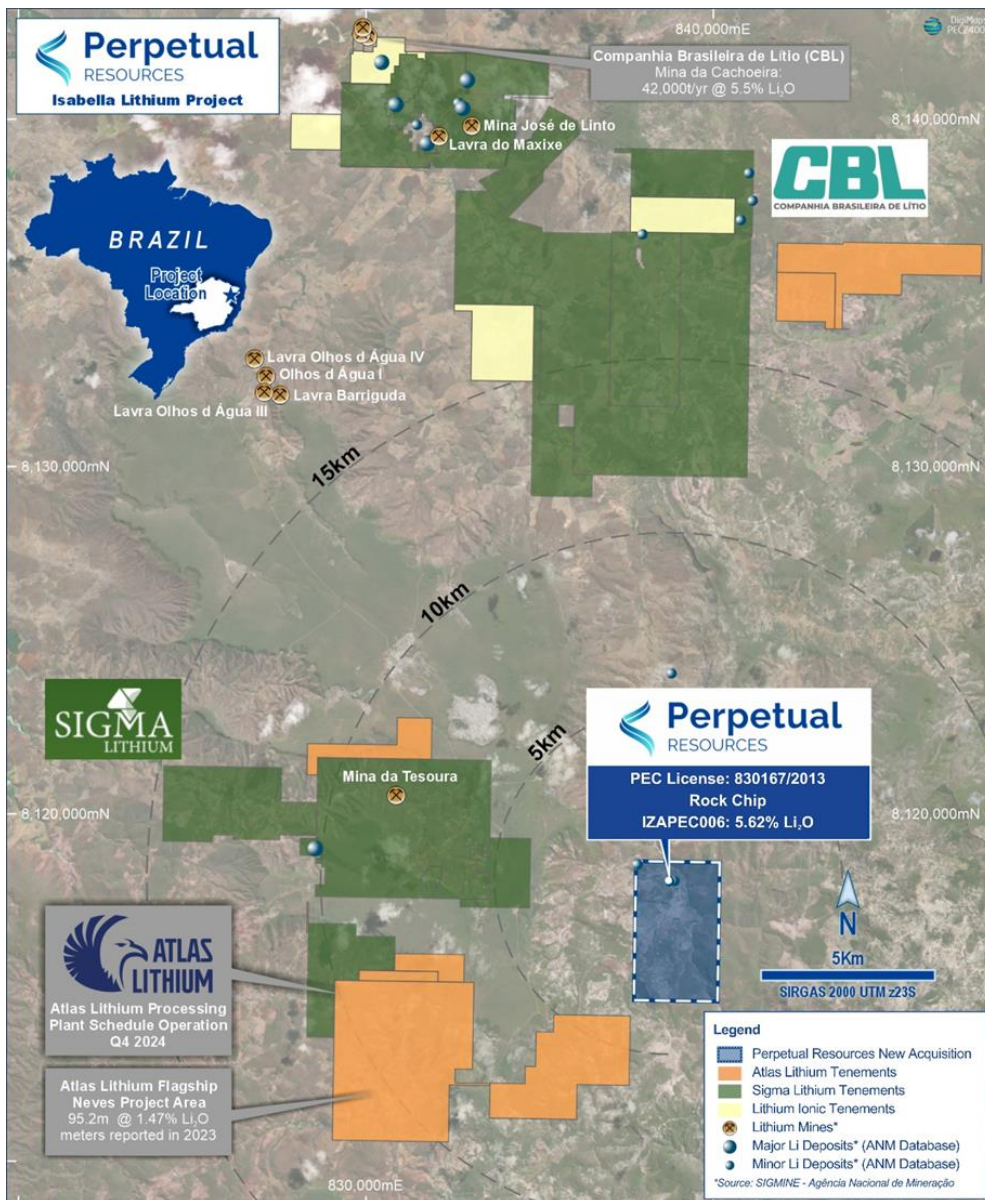 Perpetual
RESOURCES
Isabella Lithium Project
840,000mE
DigiMaps
Companhia Brasileira de Lítio (CBL)
Mina da Cachoeira:
42,000t/yr @ 5.5% Li₂O
8,140,000mN
Mina José de Linto
Lavra do Maxixe
CBL
COMPANHIA BRASILEIRA DE LÍTIO
BRAZIL
Project
Location
Lavra Olhos d Água IV
Olhos d Água I
Lavra Barriguda
Lavra Olhos d Água III
8,130,000mN
8,130,000mN
15km
10km
5km
SIGMA
LITHIUM
Mina da Tesoura
8,120,000mN
8,120,000mN
Perpetual
RESOURCES
PEC License: 830167/2013
Rock Chip
IZAPEC006: 5.62% Li₂O
N
5Km
SIRGAS 2000 UTM z23S
ATLAS
LITHIUM
Atlas Lithium Processing
Plant Schedule Operation
Q4 2024
Atlas Lithium Flagship
Neves Project Area
95.2m @ 1.47% Li₂O
meters reported in 2023
830,000mE
Legend
Perpetual Resources New Acquisition
Atlas Lithium Tenements
Sigma Lithium Tenements
Lithium Ionic Tenements
Lithium Mines*
Major Li Deposits* (ANM Database)
Minor Li Deposits* (ANM Database)
*Source: SIGMINE - Agência Nacional de Mineração